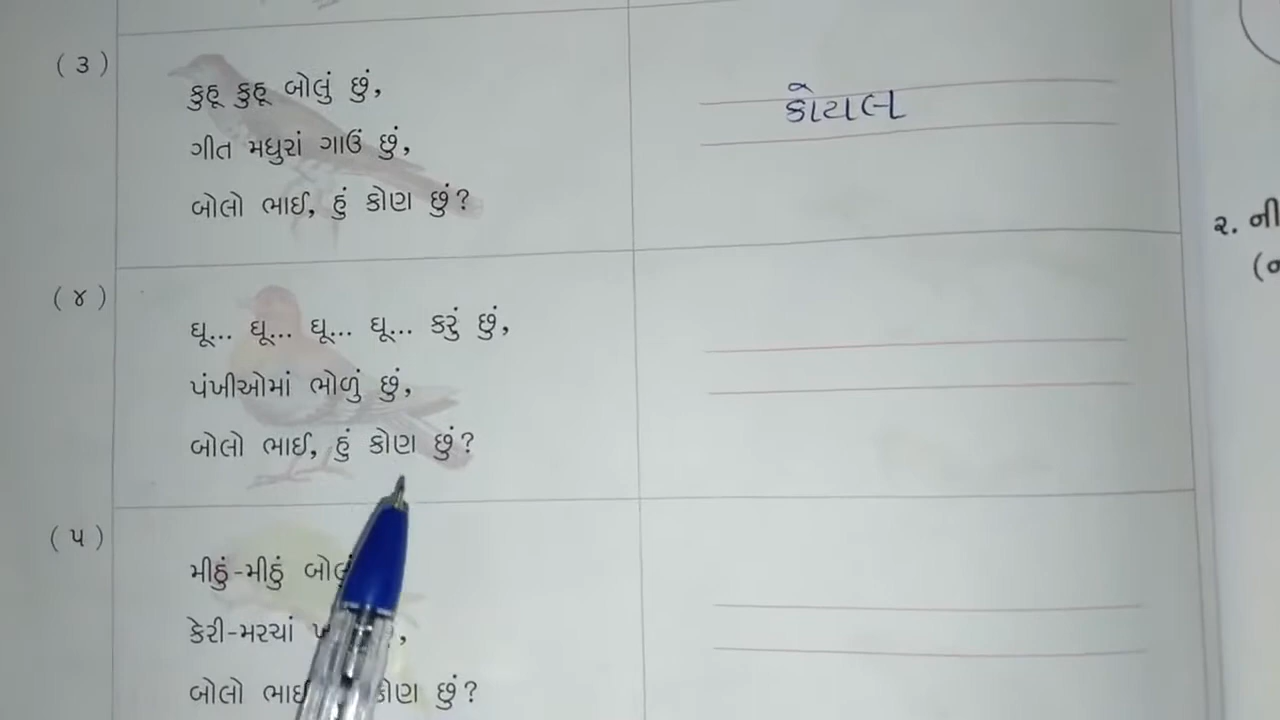 (૩)
કુહૂ કુહૂ બોલું છું,
ગીત મધુરાં ગાઉં છું,
બોલો ભાઈ, હું કોણ છું?
કોયલ
(૪)
ઘૂ... ઘૂ... ઘૂ... ઘૂ... કરું છું,
પંખીઓમાં ભોળું છું,
બોલો ભાઈ, હું કોણ છું?
(૫)
મીઠું-મીઠું બોલું
કેરી-મરચાં
બોલો ભાઈ કોણ છું?
૨. ની